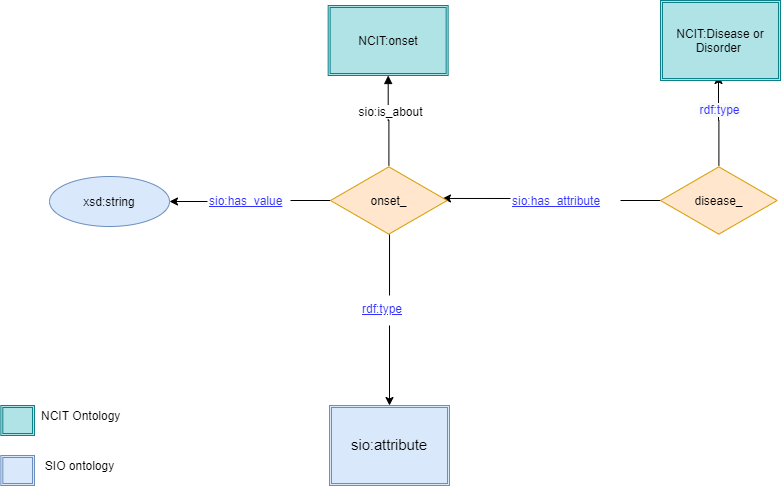 NCIT:onset
NCIT:Disease or
Disorder
sio:is_about
rdf:type
xsd:string
sio:has_value
onset_
sio:has_attribute
disease_
rdf:type
NCIT Ontology
sio:attribute
SIO ontology